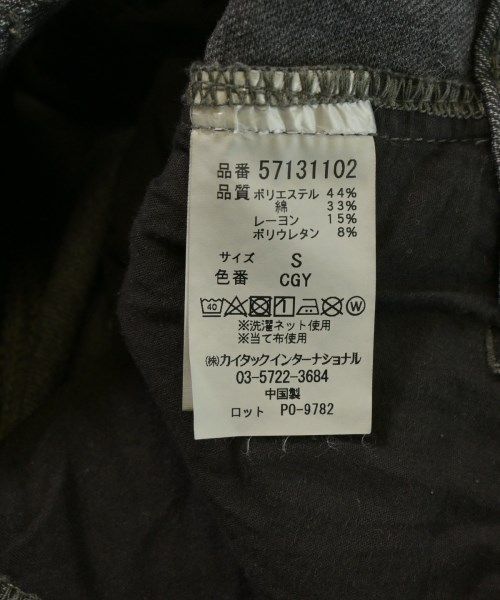 品番 57131102
品質 ポリエステル 44%
綿 33%
レーヨン 15%
ポリウレタン 8%
サイズ S
色番 CGY
40 W
※洗濯ネット使用
※当て布使用
㈱カイタックインターナショナル
03-5722-3684
中国製
ロット PO-9782